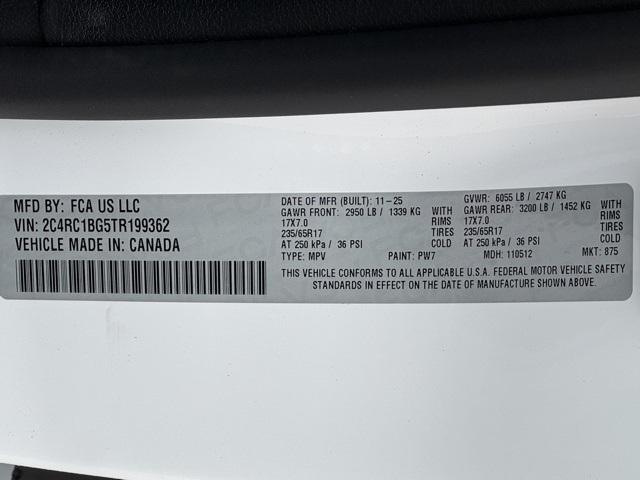 MFD BY: FCA US LLC
VIN: 2C4RC1BG5TR199362
VEHICLE MADE IN: CANADA
DATE OF MFR (BUILT): 11-25
GAWR FRONT: 2950 LB / 1339 KG WITH
17X7.0 RIMS
235/65R17 TIRES
AT 250 kPa / 36 PSI COLD
TYPE: MPV PAINT: PW7
GVWR: 6055 LB / 2747 KG
GAWR REAR: 3200 LB / 1452 KG WITH
17X7.0 RIMS
235/65R17 TIRES
AT 250 kPa / 36 PSI COLD
MDH: 110512 MKT: 875
THIS VEHICLE CONFORMS TO ALL APPLICABLE U.S.A. FEDERAL MOTOR VEHICLE SAFETY
STANDARDS IN EFFECT ON THE DATE OF MANUFACTURE SHOWN ABOVE.